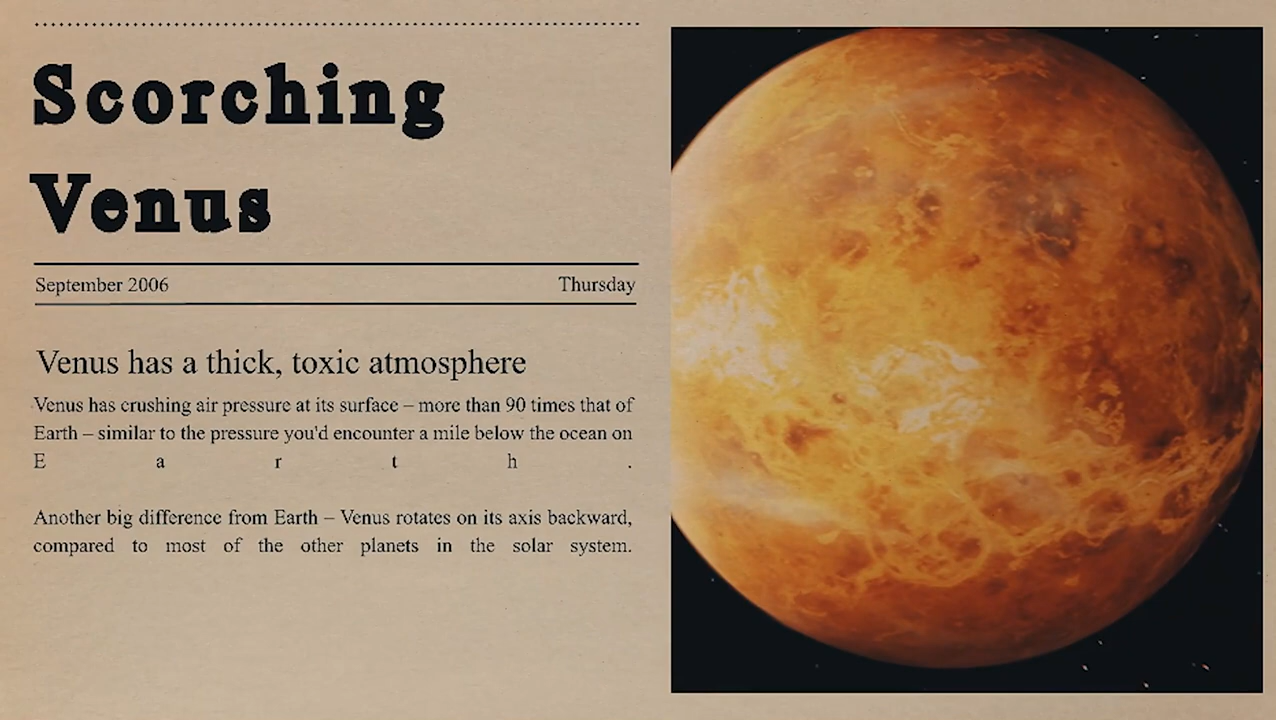 Scorching
Venus
September 2006 Thursday
Venus has a thick, toxic atmosphere
Venus has crushing air pressure at its surface – more than 90 times that of
Earth – similar to the pressure you'd encounter a mile below the ocean on
E a r t h .
Another big difference from Earth – Venus rotates on its axis backward,
compared to most of the other planets in the solar system.